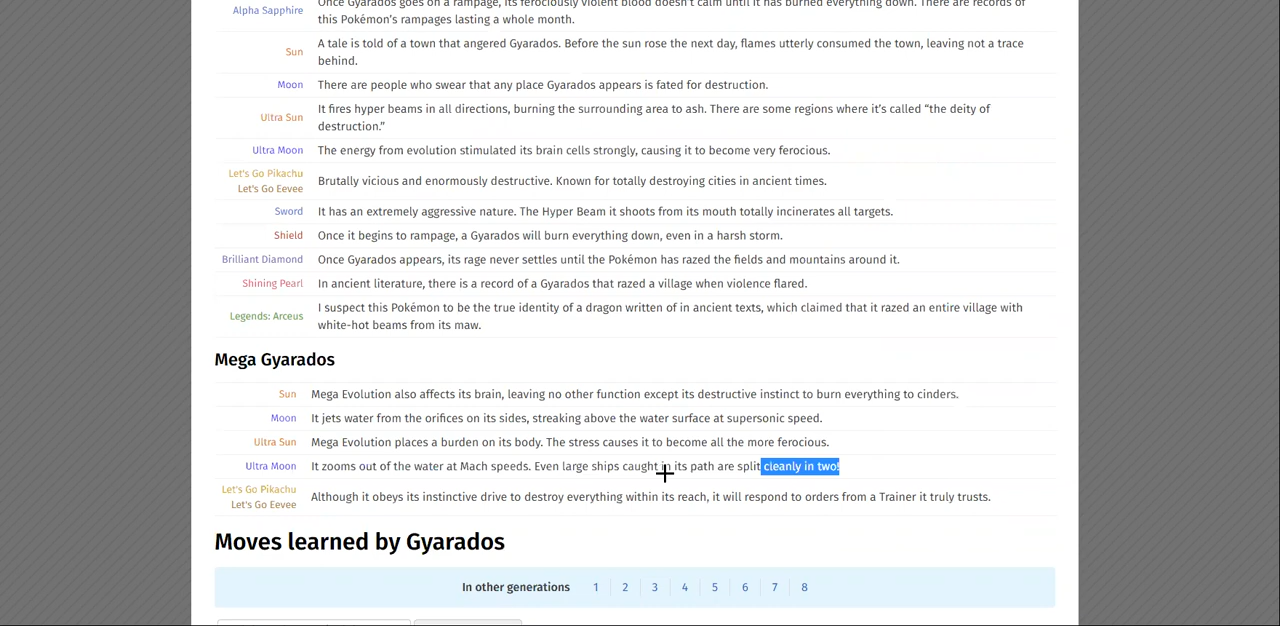 Once Gyarados goes on a rampage, its ferociously violent blood doesn't calm until it has burned everything down. There are records of
Alpha Sapphire
this Pokémon's rampages lasting a whole month.
A tale is told of a town that angered Gyarados. Before the sun rose the next day, flames utterly consumed the town, leaving not a trace
Sun
behind.
Moon There are people who swear that any place Gyarados appears is fated for destruction.
It fires hyper beams in all directions, burning the surrounding area to ash. There are some regions where it's called “the deity of
Ultra Sun
destruction.”
Ultra Moon The energy from evolution stimulated its brain cells strongly, causing it to become very ferocious.
Let's Go Pikachu
Let's Go Eevee
Brutally vicious and enormously destructive. Known for totally destroying cities in ancient times.
Sword It has an extremely aggressive nature. The Hyper Beam it shoots from its mouth totally incinerates all targets.
Shield Once it begins to rampage, a Gyarados will burn everything down, even in a harsh storm.
Brilliant Diamond Once Gyarados appears, its rage never settles until the Pokémon has razed the fields and mountains around it.
Shining Pearl In ancient literature, there is a record of a Gyarados that razed a village when violence flared.
I suspect this Pokémon to be the true identity of a dragon written of in ancient texts, which claimed that it razed an entire village with
Legends: Arceus
white-hot beams from its maw.
Mega Gyarados
Sun Mega Evolution also affects its brain, leaving no other function except its destructive instinct to burn everything to cinders.
Moon It jets water from the orifices on its sides, streaking above the water surface at supersonic speed.
Ultra Sun Mega Evolution places a burden on its body. The stress causes it to become all the more ferocious.
Ultra Moon It zooms out of the water at Mach speeds. Even large ships caught in its path are split cleanly in two!
Let's Go Pikachu
Let's Go Eevee
Although it obeys its instinctive drive to destroy everything within its reach, it will respond to orders from a Trainer it truly trusts.
Moves learned by Gyarados
In other generations 1 2 3 4 5 6 7 8